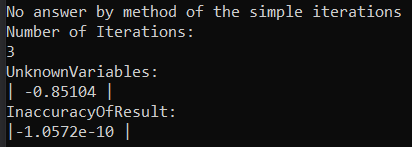 No answer by method of the simple iterations
Number of Iterations:
3
UnknownVariables:
| -0.85104 |
InaccuracyOfResult:
|-1.0572e-10 |